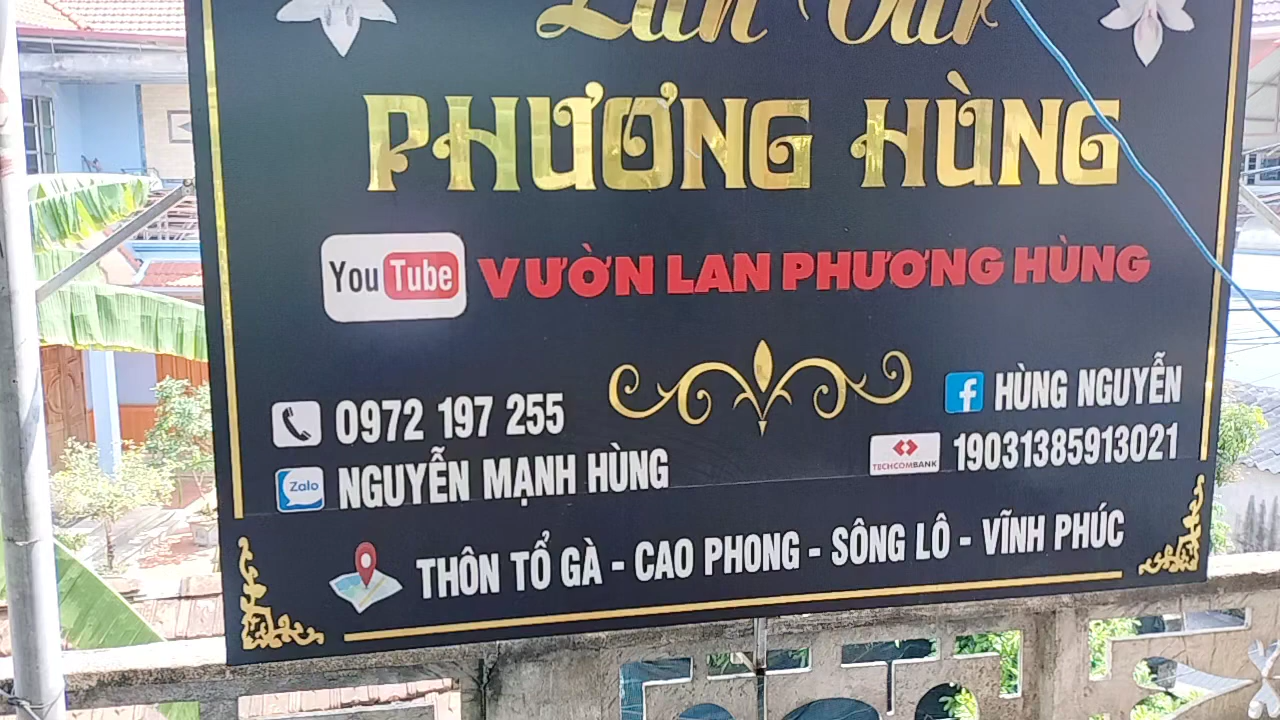 PHƯƠNG HÙNG
YouTube VƯỜN LAN PHƯƠNG HÙNG
0972 197 255
Zalo NGUYỄN MẠNH HÙNG
HÙNG NGUYỄN
TECHCOMBANK 19031385913021
THÔN TỔ GÀ - CAO PHONG - SÔNG LÔ - VĨNH PHÚC